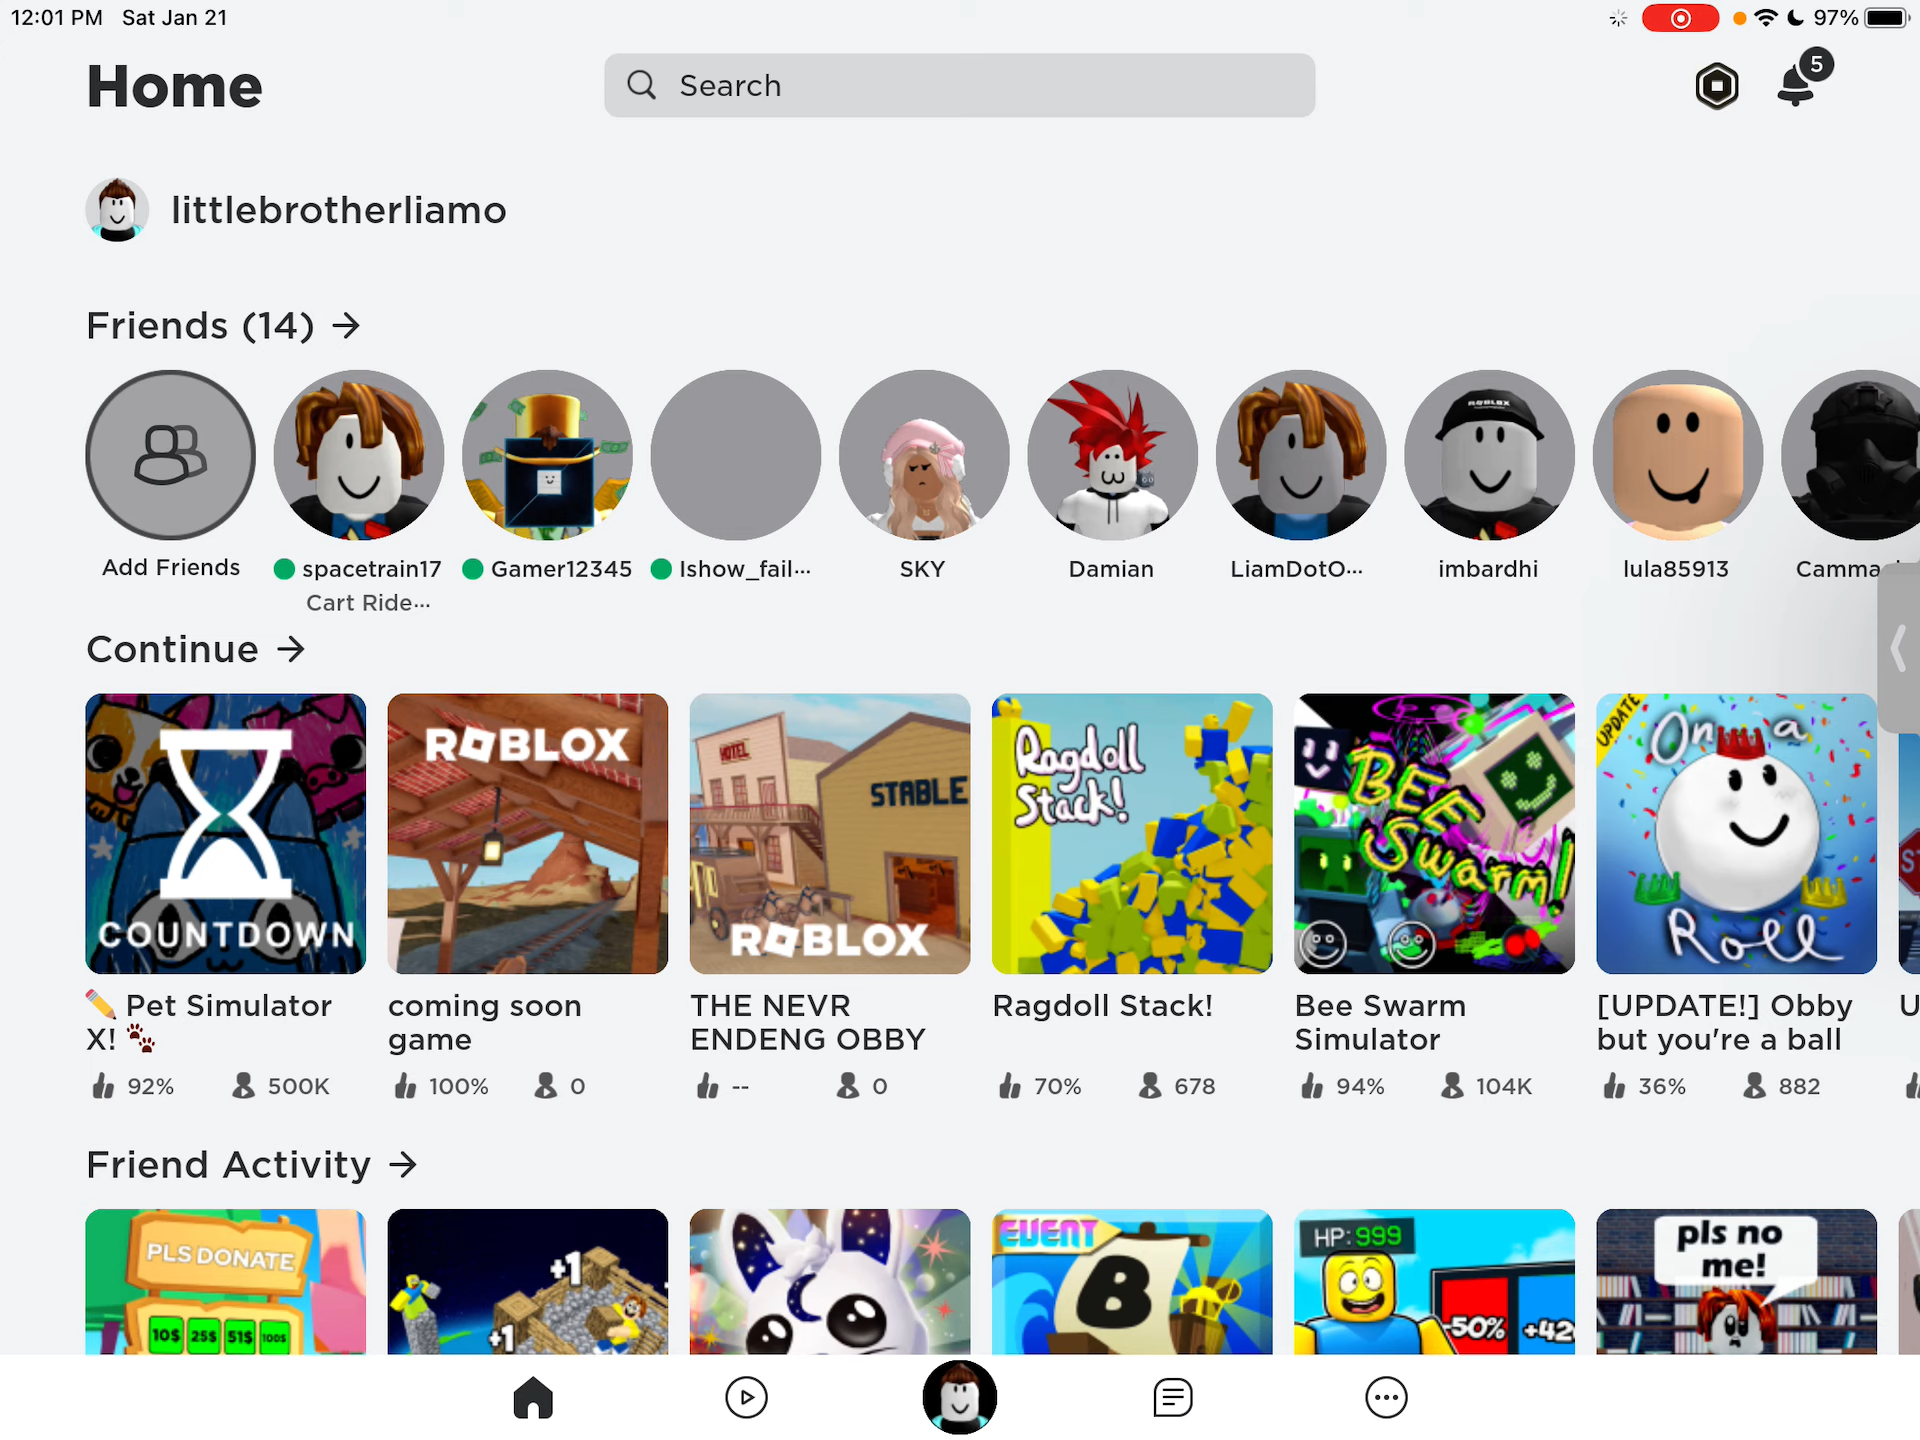 12:01 PM Sat Jan 21
97%
Home
Search
5
littlebrotherliamo
Friends (14)
Add Friends
spacetrain17
Gamer12345
Ishow_fail...
SKY
Damian
LiamDotO...
imbardhi
lula85913
Camma
Cart Ride...
Continue
COUNTDOWN
ROBLOX
HOTEL
STABLE
ROBLOX
Ragdoll
Stack!
BEE
Swarm!
UPDATE
On a
Roll
Pet Simulator
X!
coming soon
game
THE NEVR
ENDENG OBBY
Ragdoll Stack!
Bee Swarm
Simulator
[UPDATE!] Obby
but you're a ball
U
92% 500K
100% 0
-- 0
70% 678
94% 104K
36% 882
Friend Activity
PLS DONATE
10$ 25$ 51$ 100$
+1
+1
EVENT
B
HP: 999
-50% +42
pls no
me!